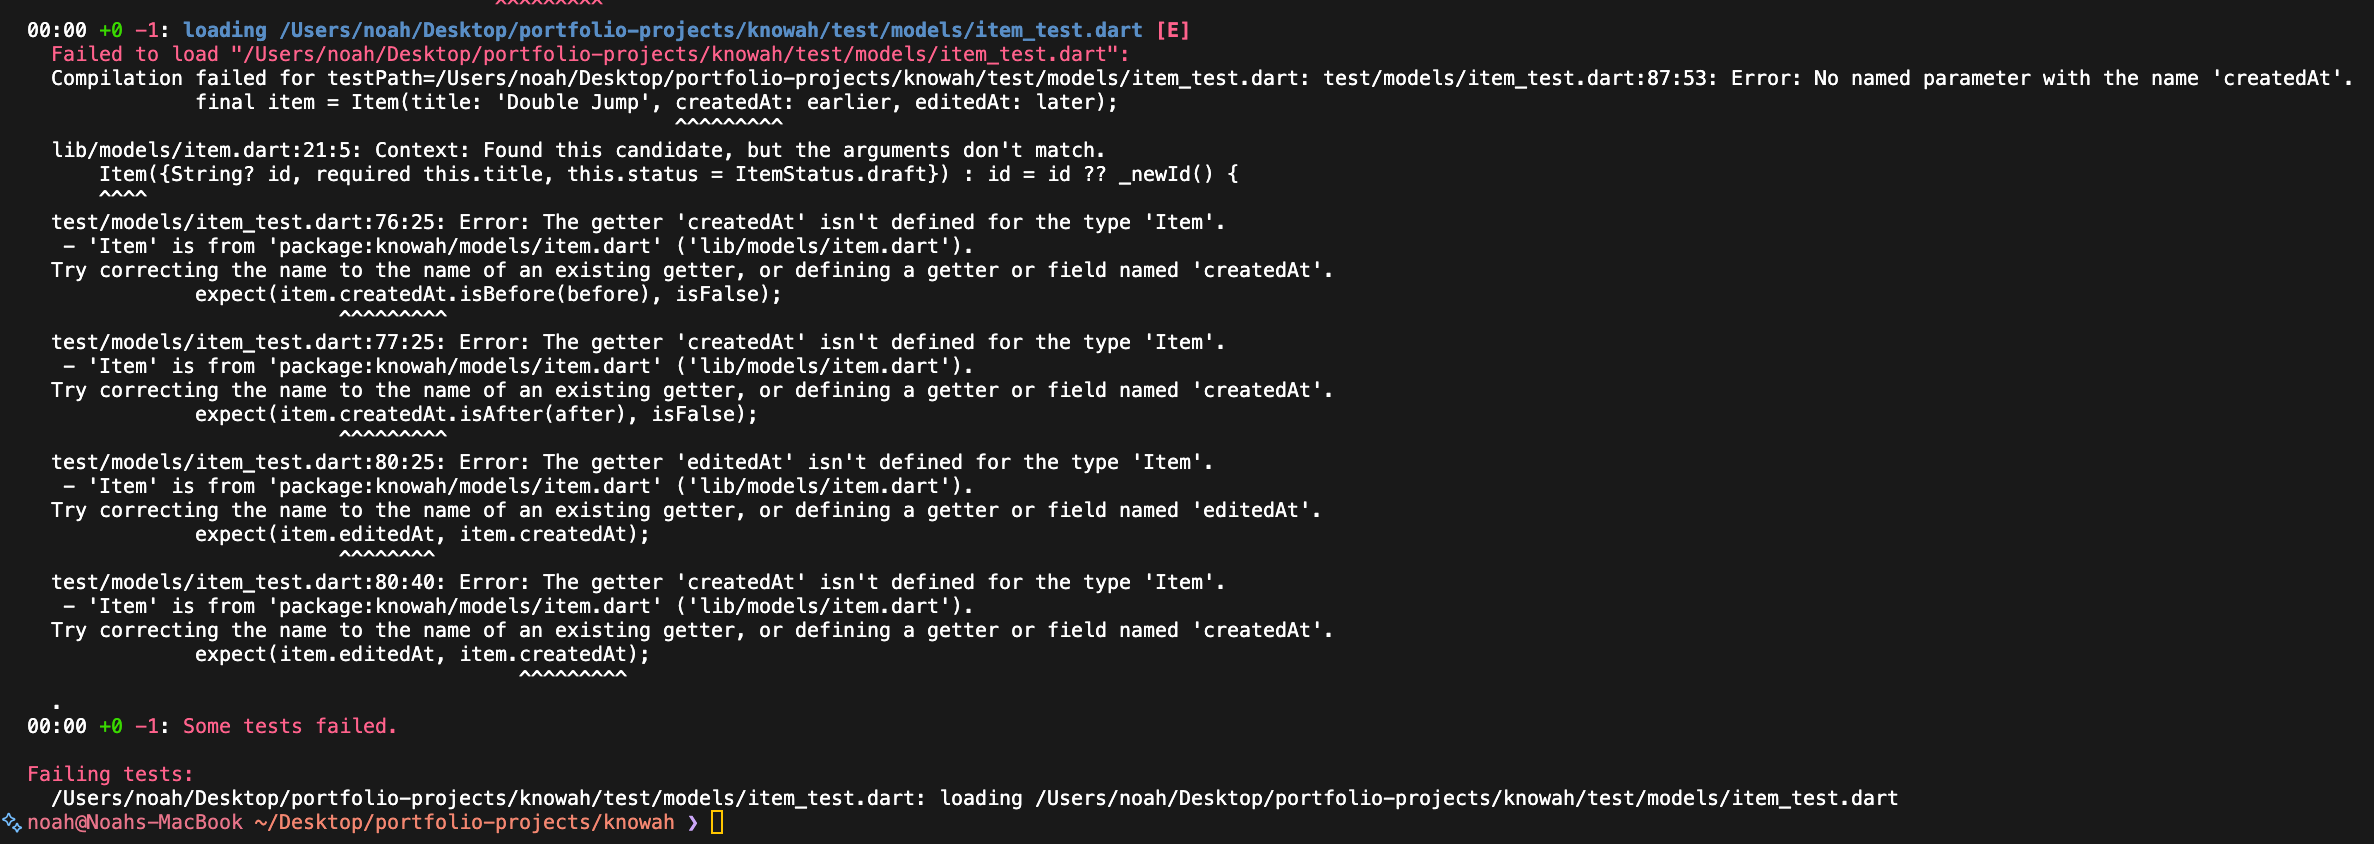 ^^^^^^^^^
00:00 +0 -1: loading /Users/noah/Desktop/portfolio-projects/knowah/test/models/item_test.dart [E]
Failed to load "/Users/noah/Desktop/portfolio-projects/knowah/test/models/item_test.dart":
Compilation failed for testPath=/Users/noah/Desktop/portfolio-projects/knowah/test/models/item_test.dart: test/models/item_test.dart:87:53: Error: No named parameter with the name 'createdAt'.
final item = Item(title: 'Double Jump', createdAt: earlier, editedAt: later);
^^^^^^^^^
lib/models/item.dart:21:5: Context: Found this candidate, but the arguments don't match.
Item({String? id, required this.title, this.status = ItemStatus.draft}) : id = id ?? _newId() {
^^^^
test/models/item_test.dart:76:25: Error: The getter 'createdAt' isn't defined for the type 'Item'.
- 'Item' is from 'package:knowah/models/item.dart' ('lib/models/item.dart').
Try correcting the name to the name of an existing getter, or defining a getter or field named 'createdAt'.
expect(item.createdAt.isBefore(before), isFalse);
^^^^^^^^^
test/models/item_test.dart:77:25: Error: The getter 'createdAt' isn't defined for the type 'Item'.
- 'Item' is from 'package:knowah/models/item.dart' ('lib/models/item.dart').
Try correcting the name to the name of an existing getter, or defining a getter or field named 'createdAt'.
expect(item.createdAt.isAfter(after), isFalse);
^^^^^^^^^
test/models/item_test.dart:80:25: Error: The getter 'editedAt' isn't defined for the type 'Item'.
- 'Item' is from 'package:knowah/models/item.dart' ('lib/models/item.dart').
Try correcting the name to the name of an existing getter, or defining a getter or field named 'editedAt'.
expect(item.editedAt, item.createdAt);
^^^^^^^^
test/models/item_test.dart:80:40: Error: The getter 'createdAt' isn't defined for the type 'Item'.
- 'Item' is from 'package:knowah/models/item.dart' ('lib/models/item.dart').
Try correcting the name to the name of an existing getter, or defining a getter or field named 'createdAt'.
expect(item.editedAt, item.createdAt);
^^^^^^^^^
.
00:00 +0 -1: Some tests failed.
Failing tests:
/Users/noah/Desktop/portfolio-projects/knowah/test/models/item_test.dart: loading /Users/noah/Desktop/portfolio-projects/knowah/test/models/item_test.dart
noah@Noahs-MacBook ~/Desktop/portfolio-projects/knowah ❯